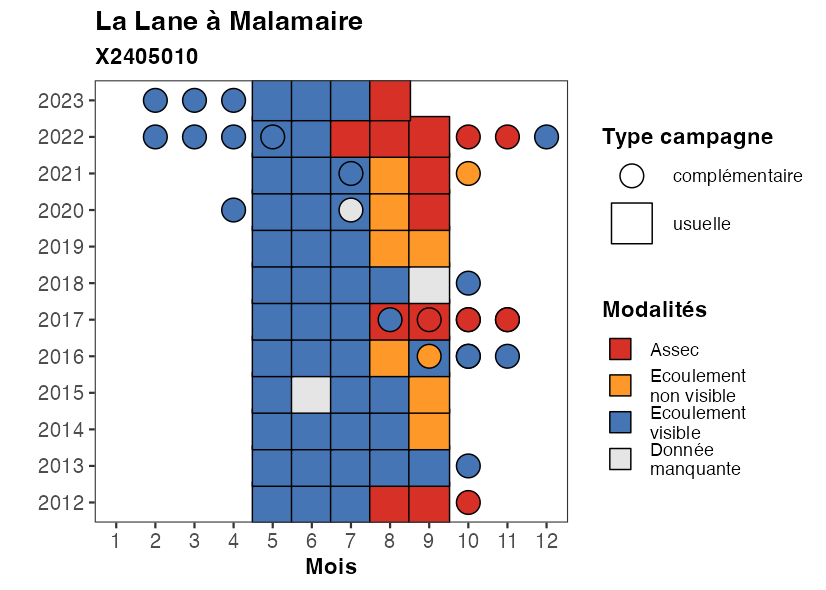 La Lane à Malamaire
X2405010
2023
2022
2021
2020
2019
2018
2017
2016
2015
2014
2013
2012
1 2 3 4 5 6 7 8 9 10 11 12
Mois
Type campagne
complémentaire
usuelle
Modalités
Assec
Ecoulement
non visible
Ecoulement
visible
Donnée
manquante